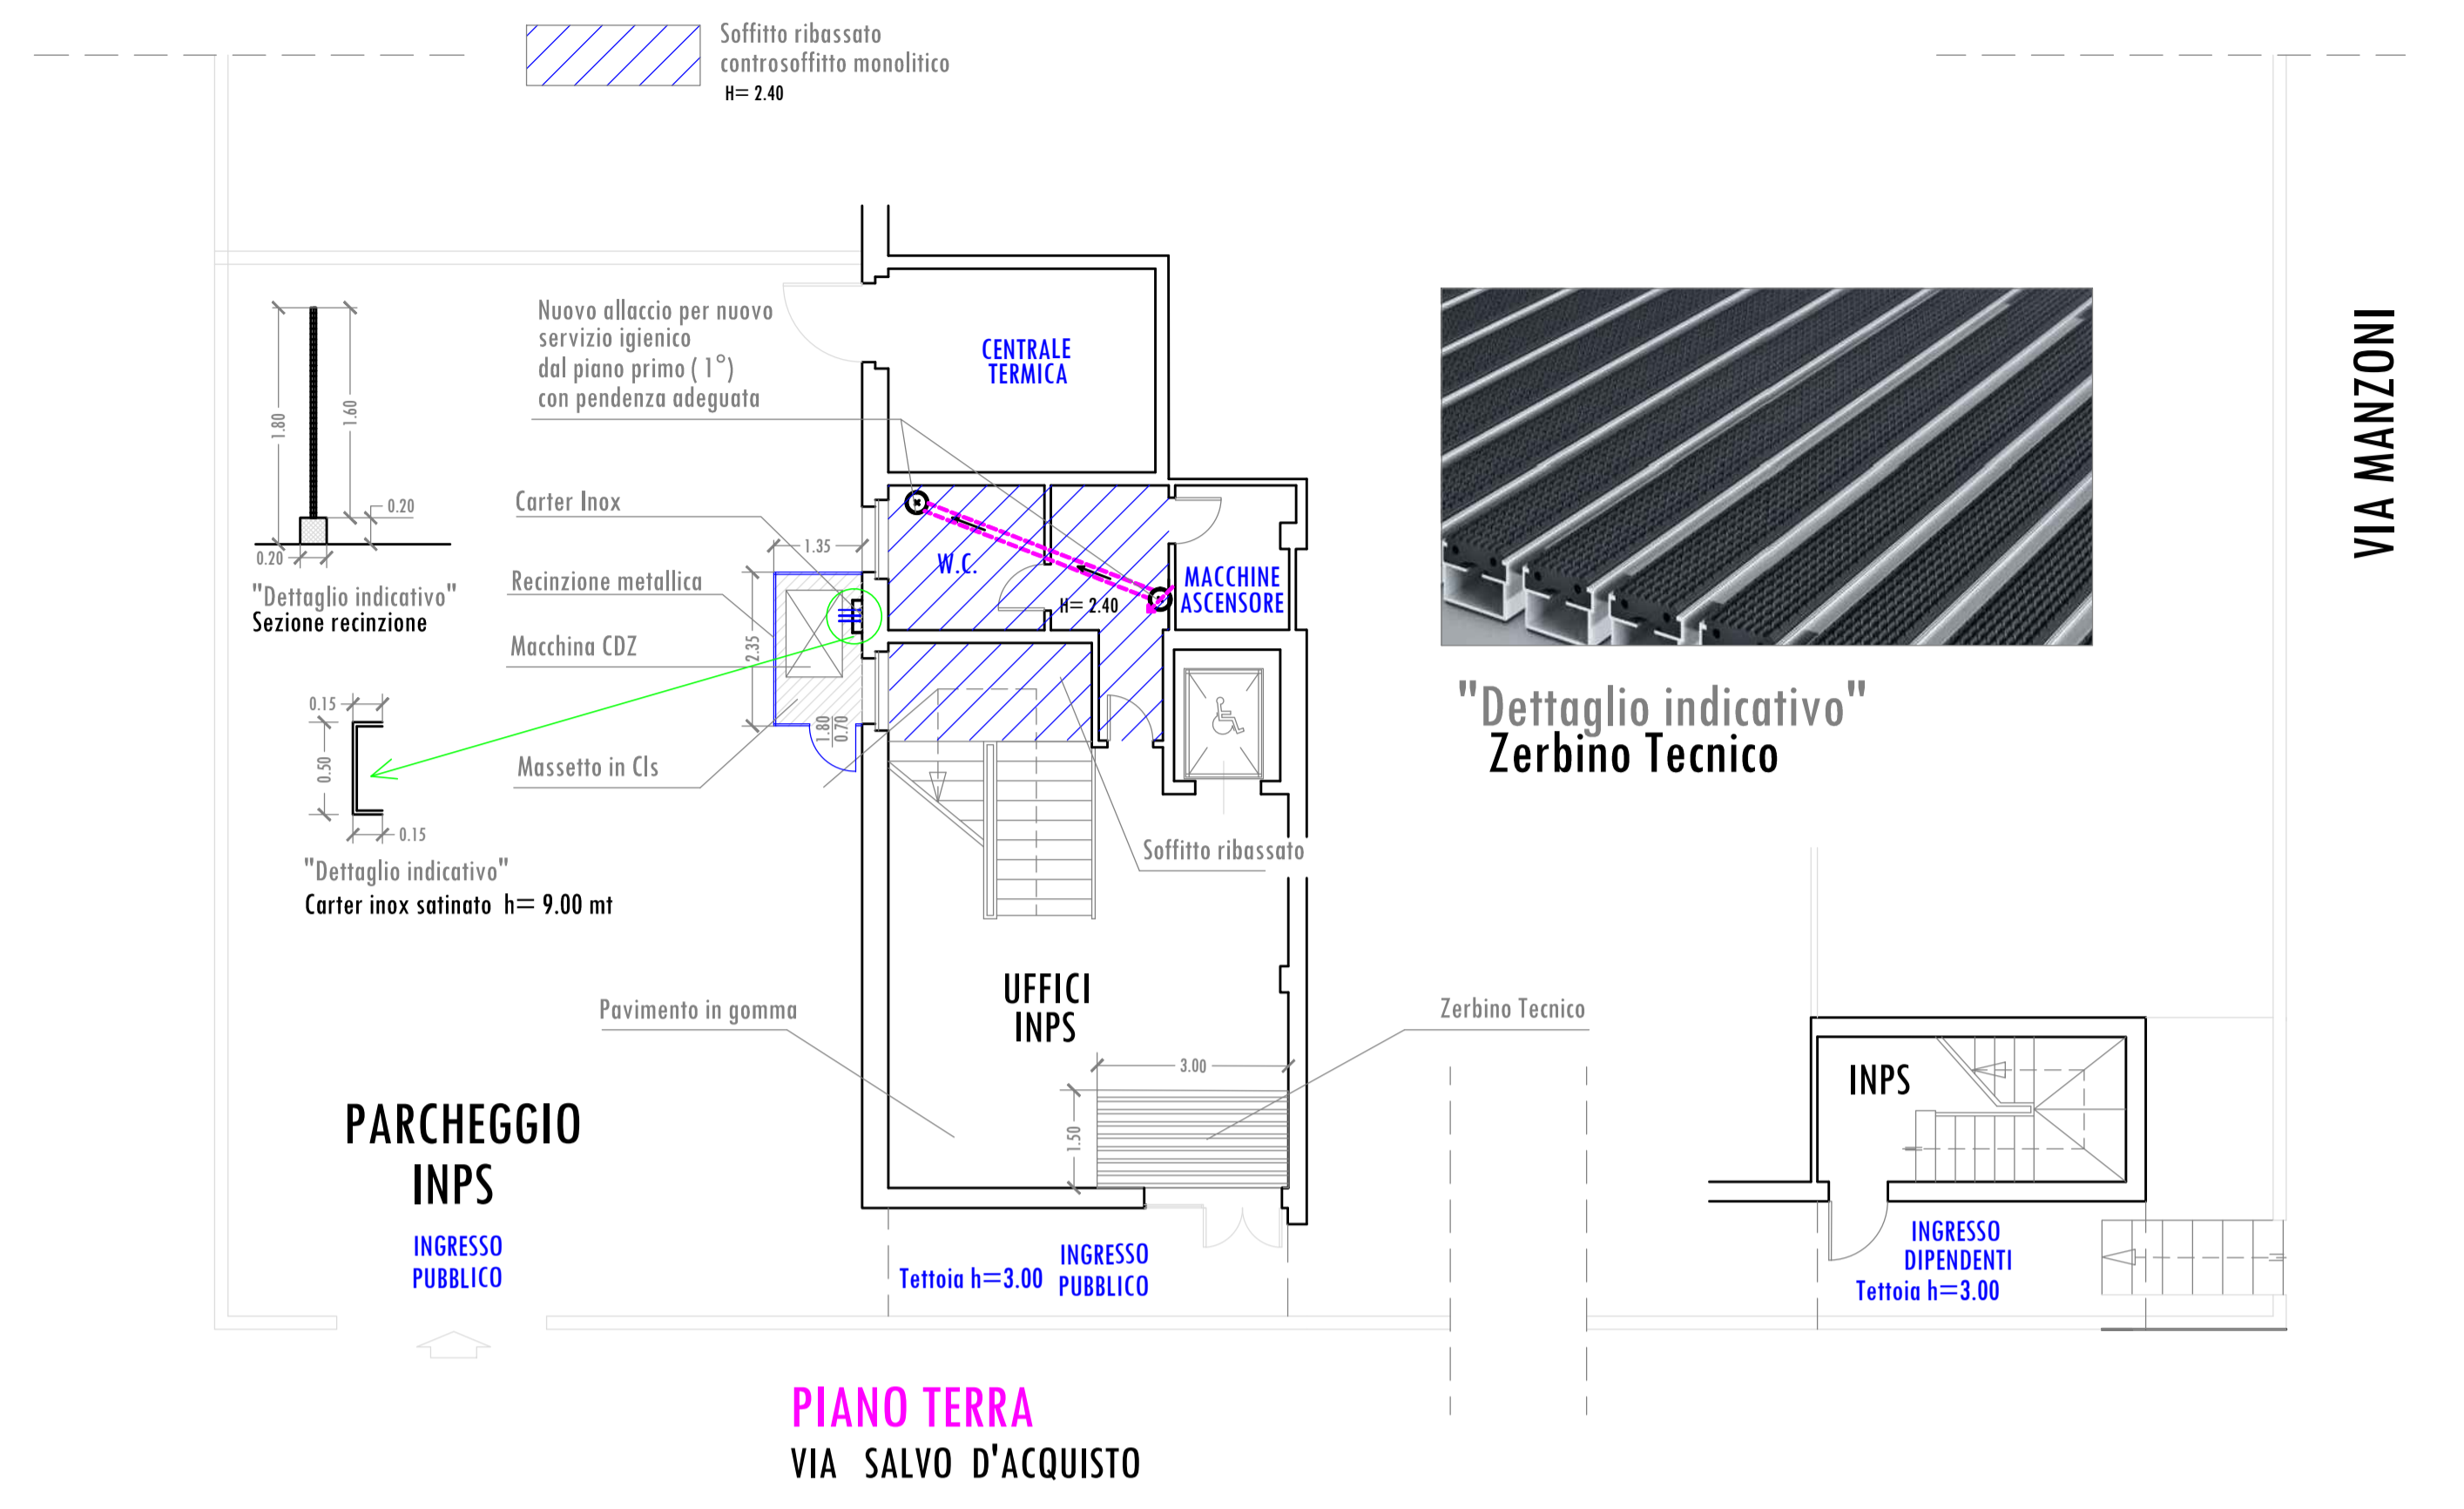 Soffitto ribassato
controsoffitto monolitico
H= 2.40
VIA MANZONI
Nuovo allaccio per nuovo
servizio igienico
dal piano primo ( 1°)
con pendenza adeguata
CENTRALE
TERMICA
1.80
1.60
0.20
0.20
"Dettaglio indicativo"
Sezione recinzione
Carter Inox
1.35
Recinzione metallica
Macchina CDZ
2.35
1.80
0.70
Massetto in Cls
W.C.
H= 2.40
MACCHINE
ASCENSORE
"Dettaglio indicativo"
Zerbino Tecnico
0.15
0.50
0.15
"Dettaglio indicativo"
Carter inox satinato h= 9.00 mt
Soffitto ribassato
UFFICI
INPS
Pavimento in gomma
Zerbino Tecnico
3.00
1.50
INPS
PARCHEGGIO
INPS
INGRESSO
PUBBLICO
Tettoia h=3.00
INGRESSO
PUBBLICO
INGRESSO
DIPENDENTI
Tettoia h=3.00
PIANO TERRA
VIA SALVO D'ACQUISTO